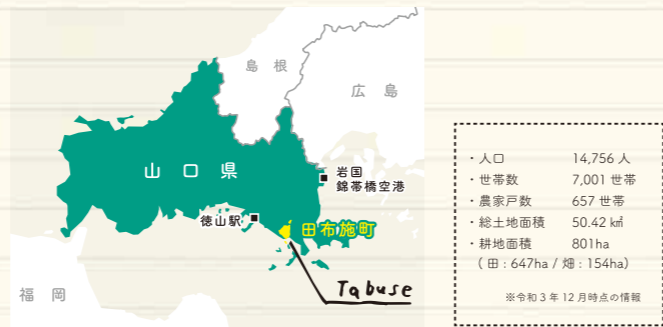 島 根
広 島
山 口 県
岩国
錦帯橋空港
徳山駅
田布施町
Tabuse
福 岡
・人口 14,756 人
・世帯数 7,001 世帯
・農家戸数 657 世帯
・総土地面積 50.42 ㎢
・耕地面積 801ha
（田：647ha / 畑：154ha）
※令和 3 年 12 月時点の情報